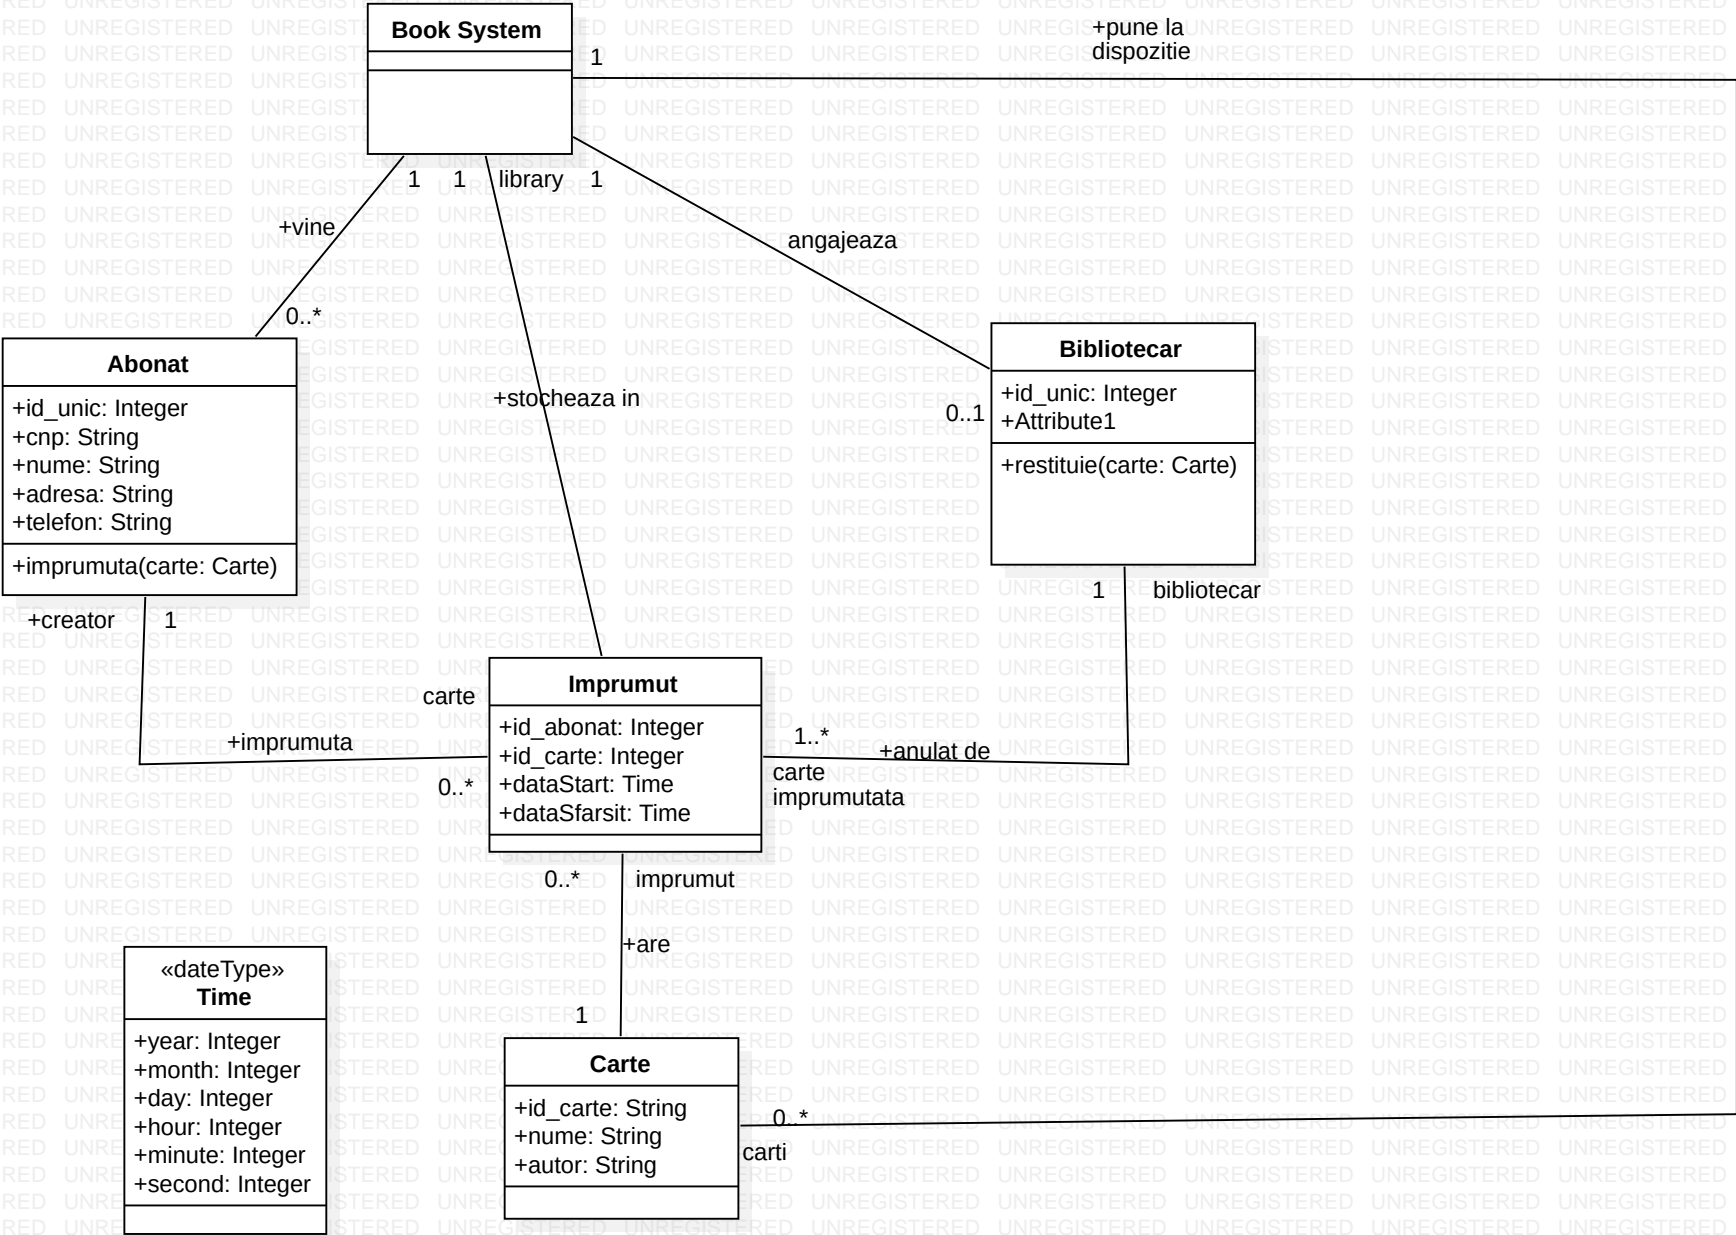 Book System
1
+pune la
dispozitie
1
1
library
1
+vine
angajeaza
0..*
Abonat
+id_unic: Integer
+cnp: String
+nume: String
+adresa: String
+telefon: String
+imprumuta(carte: Carte)
+stocheaza in
Bibliotecar
+id_unic: Integer
+Attribute1
+restituie(carte: Carte)
0..1
+creator
1
1
bibliotecar
carte
Imprumut
+id_abonat: Integer
+id_carte: Integer
+dataStart: Time
+dataSfarsit: Time
+imprumuta
0..*
1..*
+anulat de
carte
imprumutata
0..*
imprumut
+are
1
«dateType»
Time
+year: Integer
+month: Integer
+day: Integer
+hour: Integer
+minute: Integer
+second: Integer
Carte
+id_carte: String
+nume: String
+autor: String
0..*
carti
UNREGISTERED